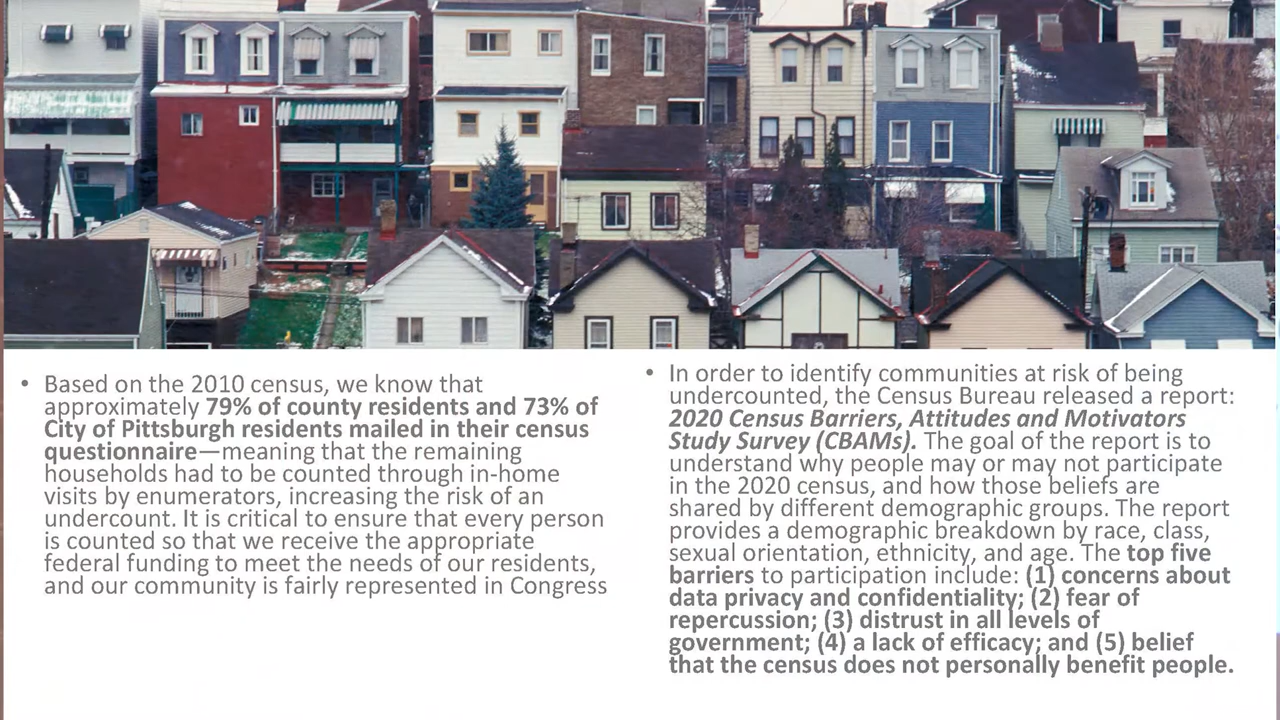 • Based on the 2010 census, we know that
approximately 79% of county residents and 73% of
City of Pittsburgh residents mailed in their census
questionnaire—meaning that the remaining
households had to be counted through in-home
visits by enumerators, increasing the risk of an
undercount. It is critical to ensure that every person
is counted so that we receive the appropriate
federal funding to meet the needs of our residents,
and our community is fairly represented in Congress
• In order to identify communities at risk of being
undercounted, the Census Bureau released a report:
2020 Census Barriers, Attitudes and Motivators
Study Survey (CBAMs). The goal of the report is to
understand why people may or may not participate
in the 2020 census, and how those beliefs are
shared by different demographic groups. The report
provides a demographic breakdown by race, class,
sexual orientation, ethnicity, and age. The top five
barriers to participation include: (1) concerns about
data privacy and confidentiality; (2) fear of
repercussion; (3) distrust in all levels of
government; (4) a lack of efficacy; and (5) belief
that the census does not personally benefit people.